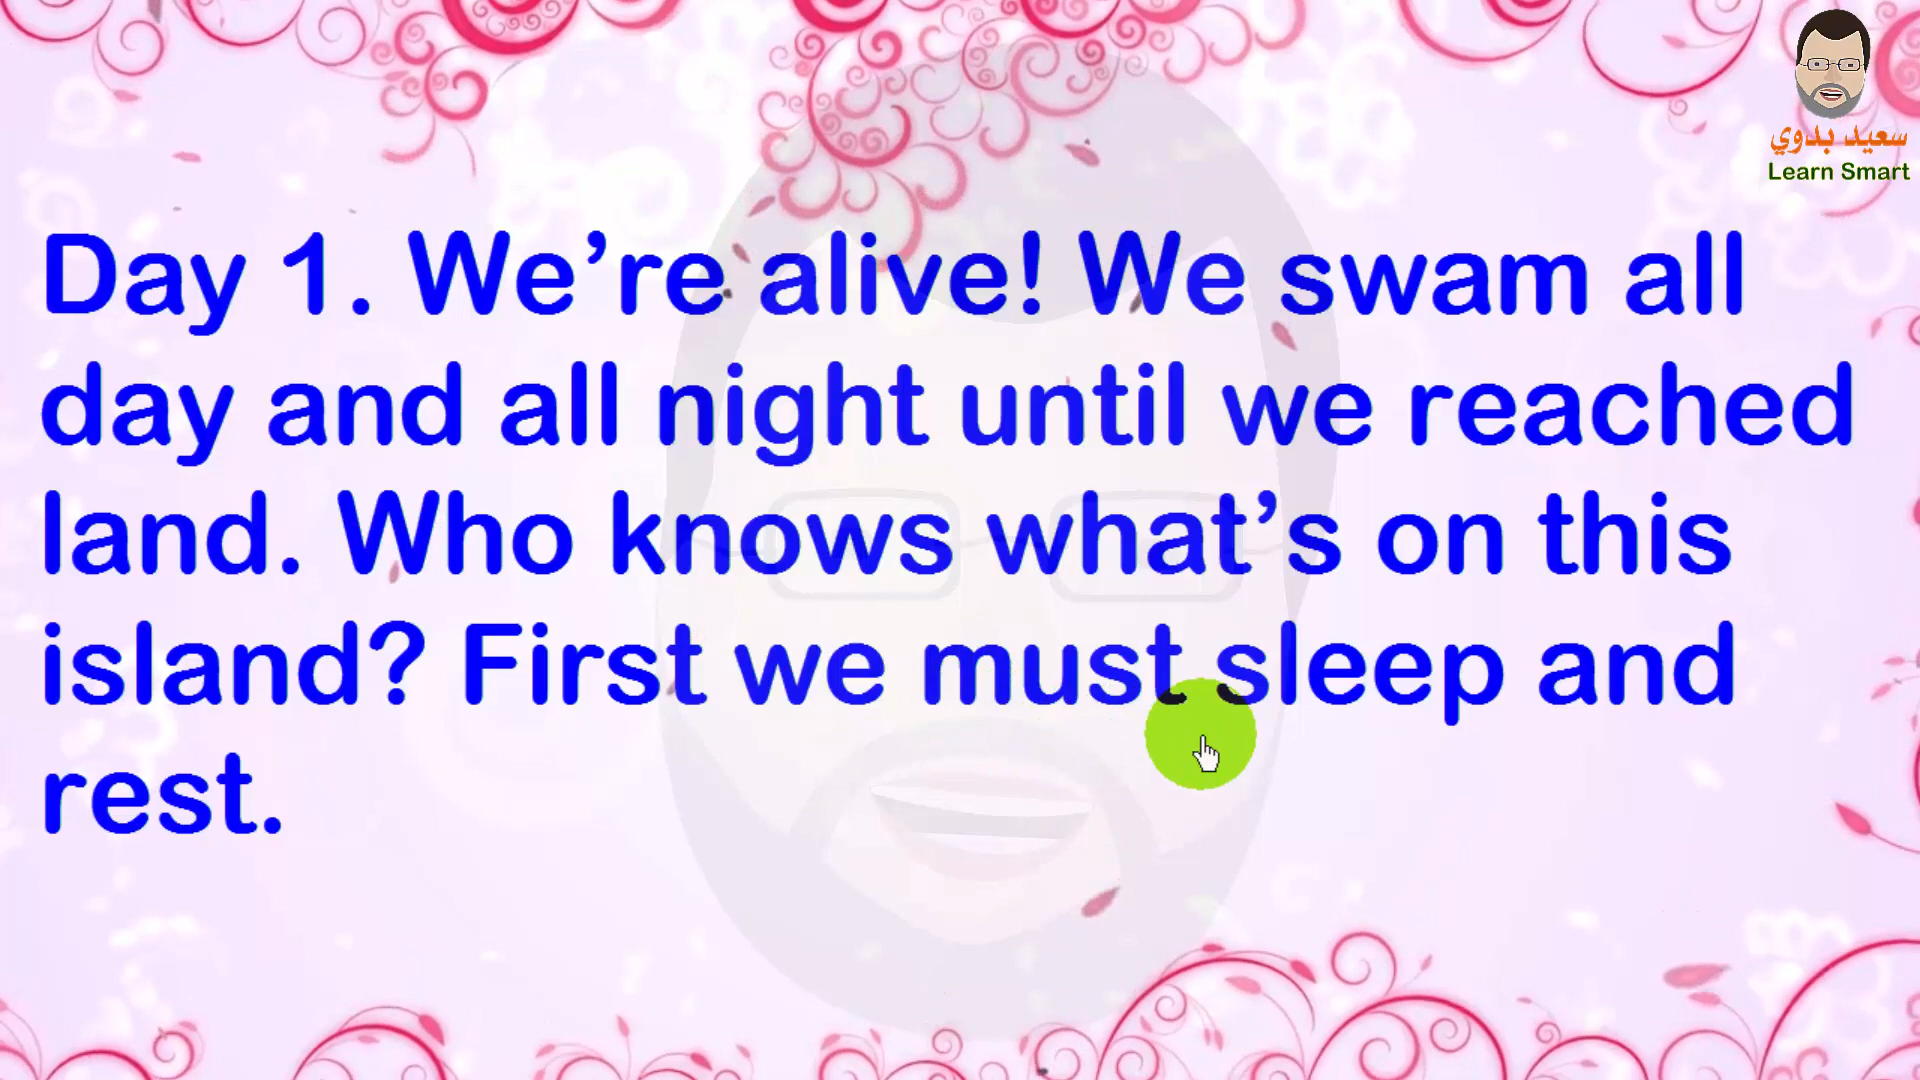 سعيد بدوي
Learn Smart
Day 1. We’re alive! We swam all
day and all night until we reached
land. Who knows what’s on this
island? First we must sleep and
rest.